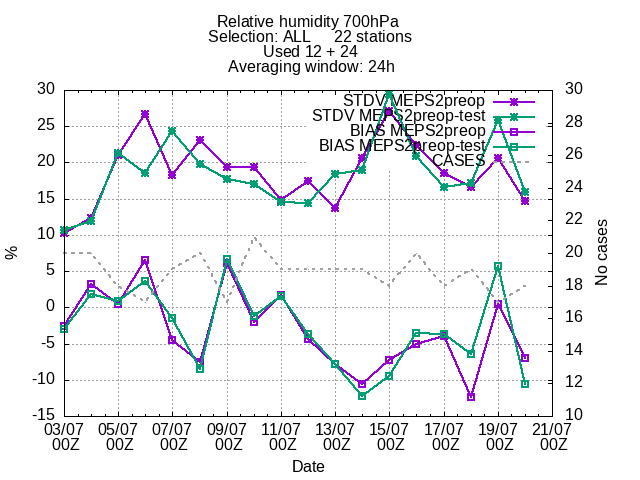 Relative humidity 700hPa
Selection: ALL     22 stations
Used 12 + 24
Averaging window: 24h
30 30
STDV MEPS2preop
28
25 STDV MEPS2preop-test
BIAS MEPS2preop
BIAS MEPS2preop-test
20 CASES 26
24
15
22
10
% 20 No cases
5
18
0
16
-5
14
-10 12
-15 10
03/07 05/07 07/07 09/07 11/07 13/07 15/07 17/07 19/07 21/07
00Z 00Z 00Z 00Z 00Z 00Z 00Z 00Z 00Z 00Z
Date